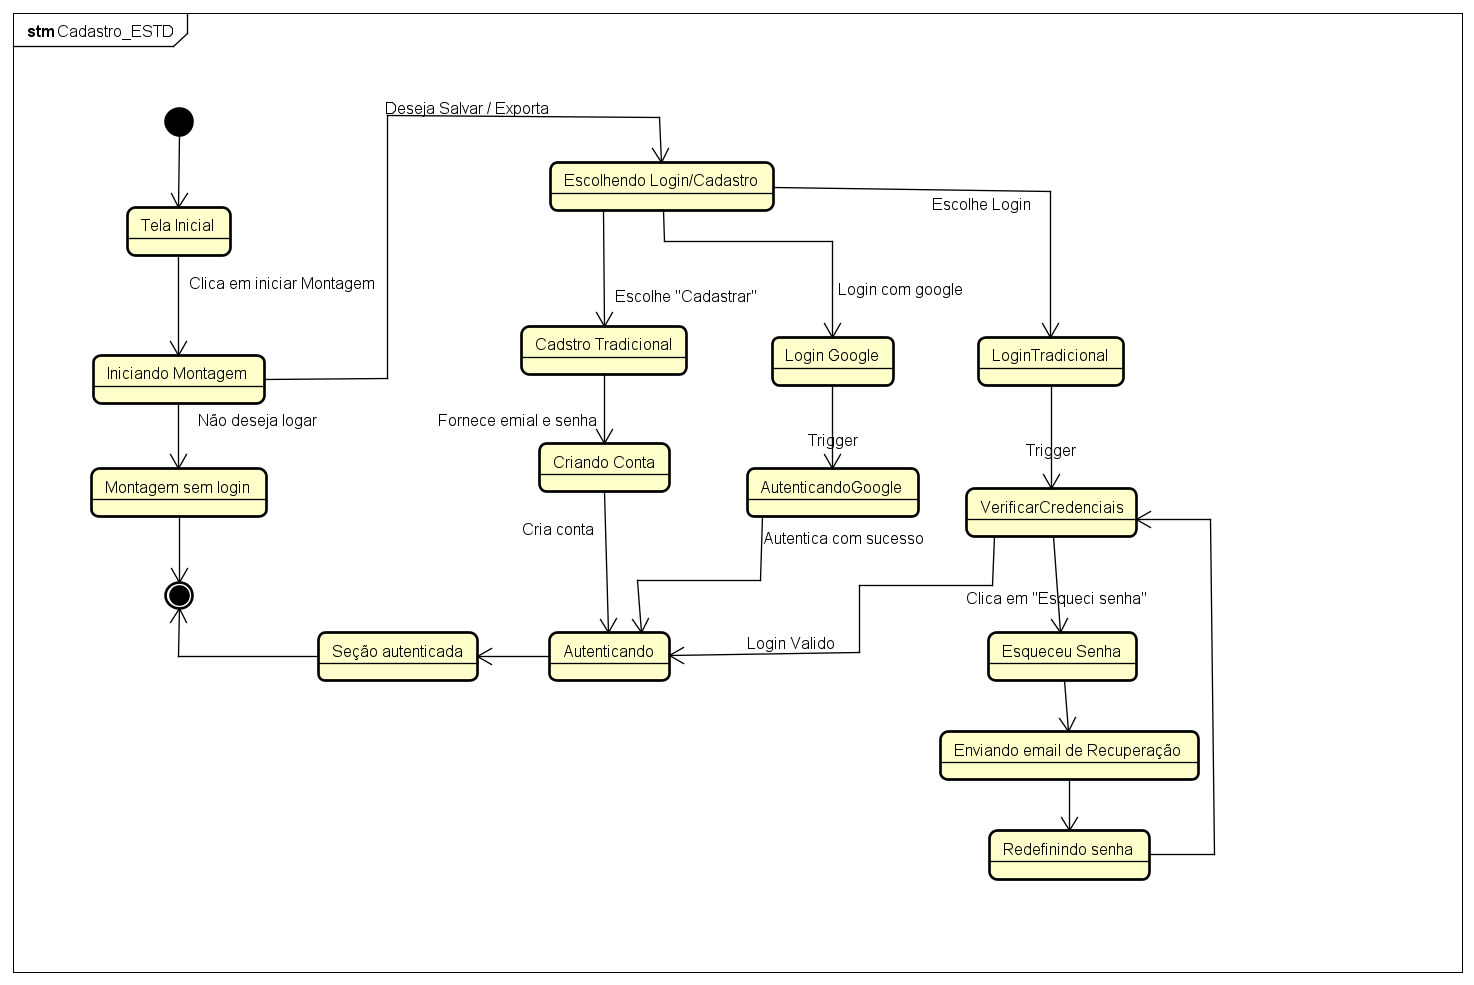 stm Cadastro_ESTD
Deseja Salvar / Exporta
Escolhendo Login/Cadastro
Escolhe Login
Tela Inicial
Clica em iniciar Montagem
Escolhe "Cadastrar"
Login com google
Cadstro Tradicional
Login Google
LoginTradicional
Iniciando Montagem
Não deseja logar
Fornece emial e senha
Trigger
Trigger
Criando Conta
Montagem sem login
AutenticandoGoogle
VerificarCredenciais
Cria conta
Autentica com sucesso
Clica em "Esqueci senha"
Login Valido
Seção autenticada
Autenticando
Esqueceu Senha
Enviando email de Recuperação
Redefinindo senha